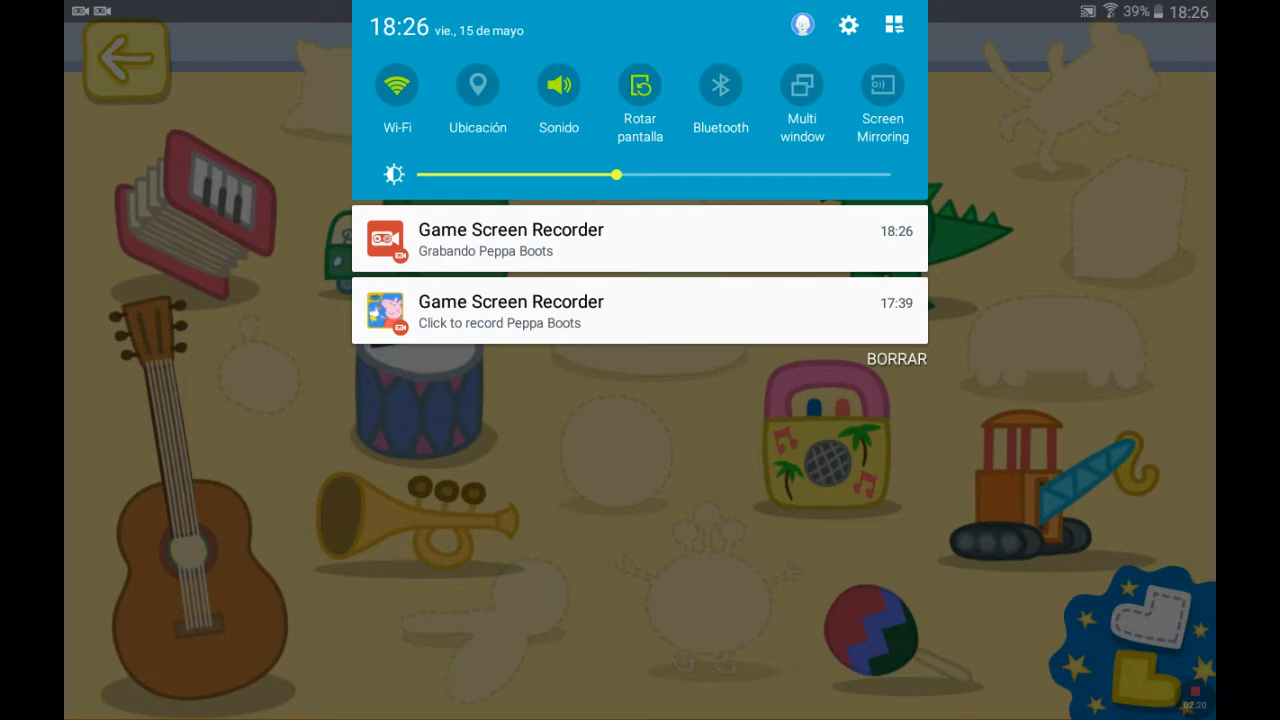 39% 18:26
18:26 vie., 15 de mayo
Wi-Fi
Ubicación
Sonido
Rotar
pantalla
Bluetooth
Multi
window
Screen
Mirroring
Game Screen Recorder 18:26
Grabando Peppa Boots
Game Screen Recorder 17:39
Click to record Peppa Boots
BORRAR
02:20